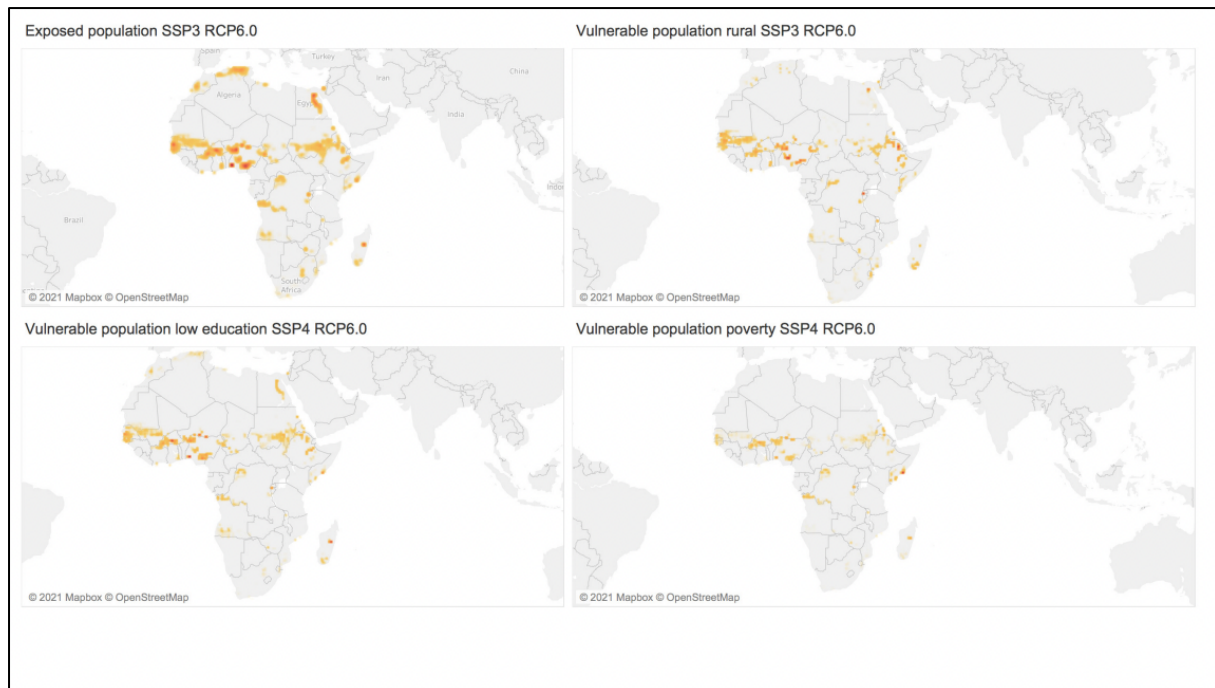 Exposed population SSP3 RCP6.0
Spain
Turkey
China
Iran
Algeria
Egypt
India
Brazil
South
Africa
© 2021 Mapbox © OpenStreetMap
Vulnerable population rural SSP3 RCP6.0
© 2021 Mapbox © OpenStreetMap
Vulnerable population low education SSP4 RCP6.0
© 2021 Mapbox © OpenStreetMap
Vulnerable population poverty SSP4 RCP6.0
© 2021 Mapbox © OpenStreetMap